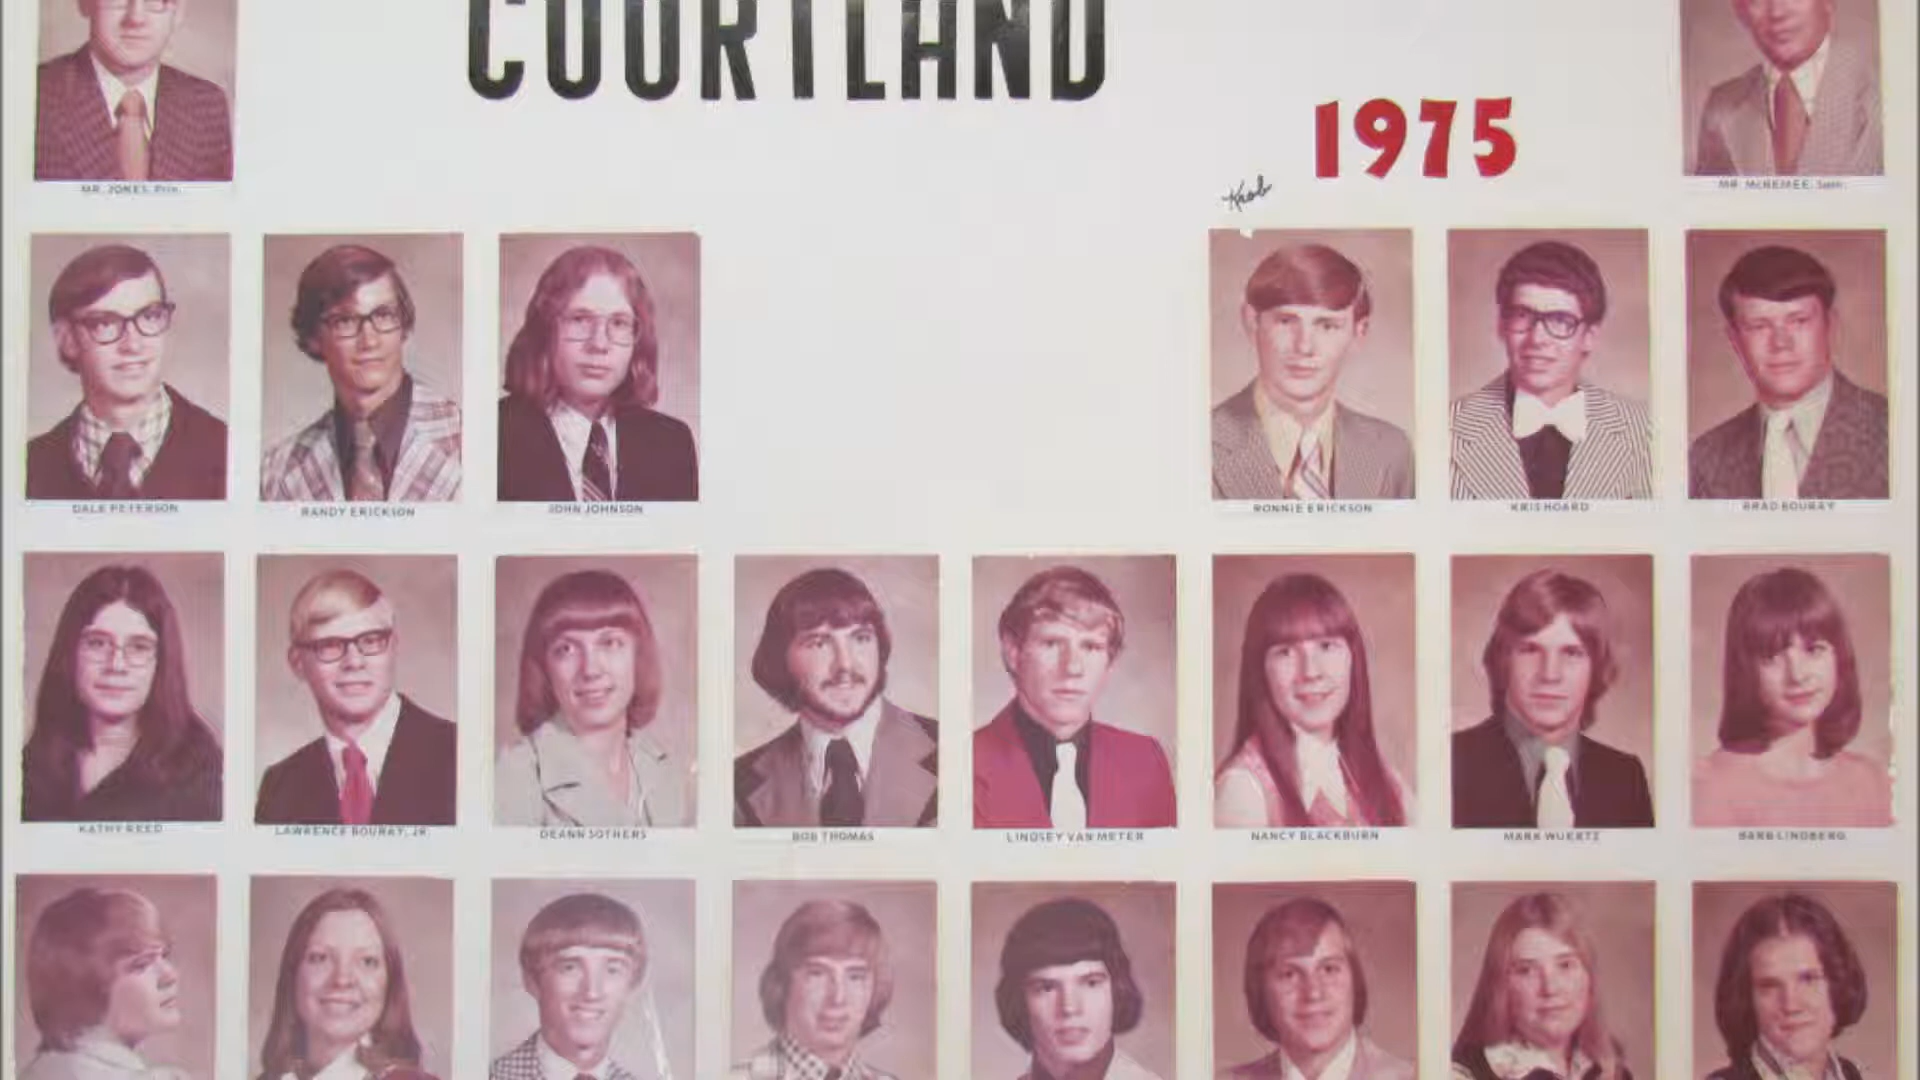 COURTLAND
1975
MR. JONES, Prin.
MR. McNEMEE, Supt.
Krob
DALE PETERSON
RANDY ERICKSON
JOHN JOHNSON
RONNIE ERICKSON
KRIS HOARD
BRAD BOURAY
KATHY REED
LAWRENCE BOURAY, JR.
DEANN SOTHERS
BOB THOMAS
LINDSEY VAN METER
NANCY BLACKBURN
MARK WUERTZ
BARB LINDBERG